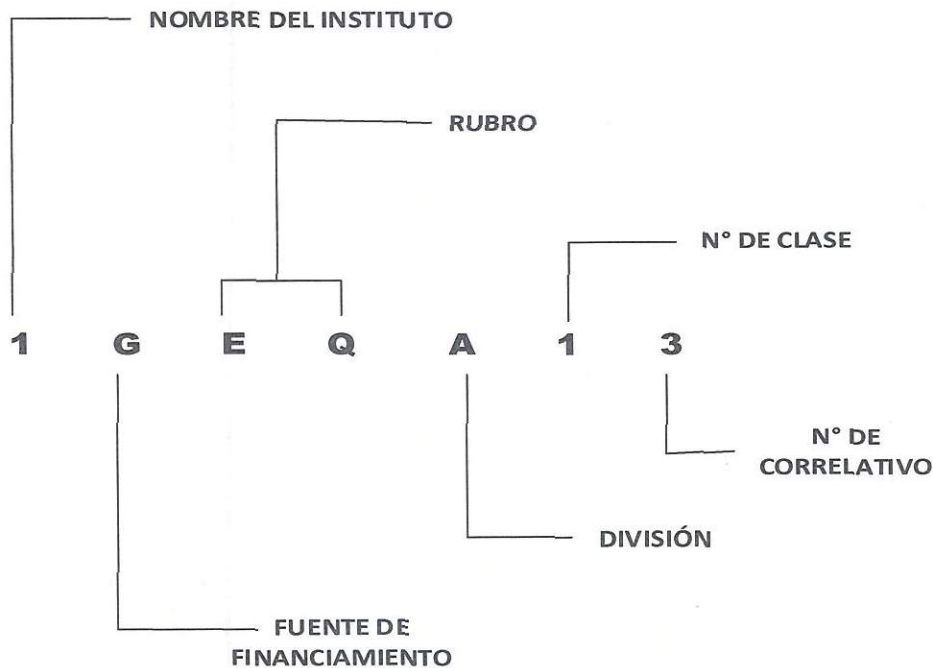 NOMBRE DEL INSTITUTO
RUBRO
N° DE CLASE
1 G E Q A 1 3
N° DE
CORRELATIVO
DIVISIÓN
FUENTE DE
FINANCIAMIENTO